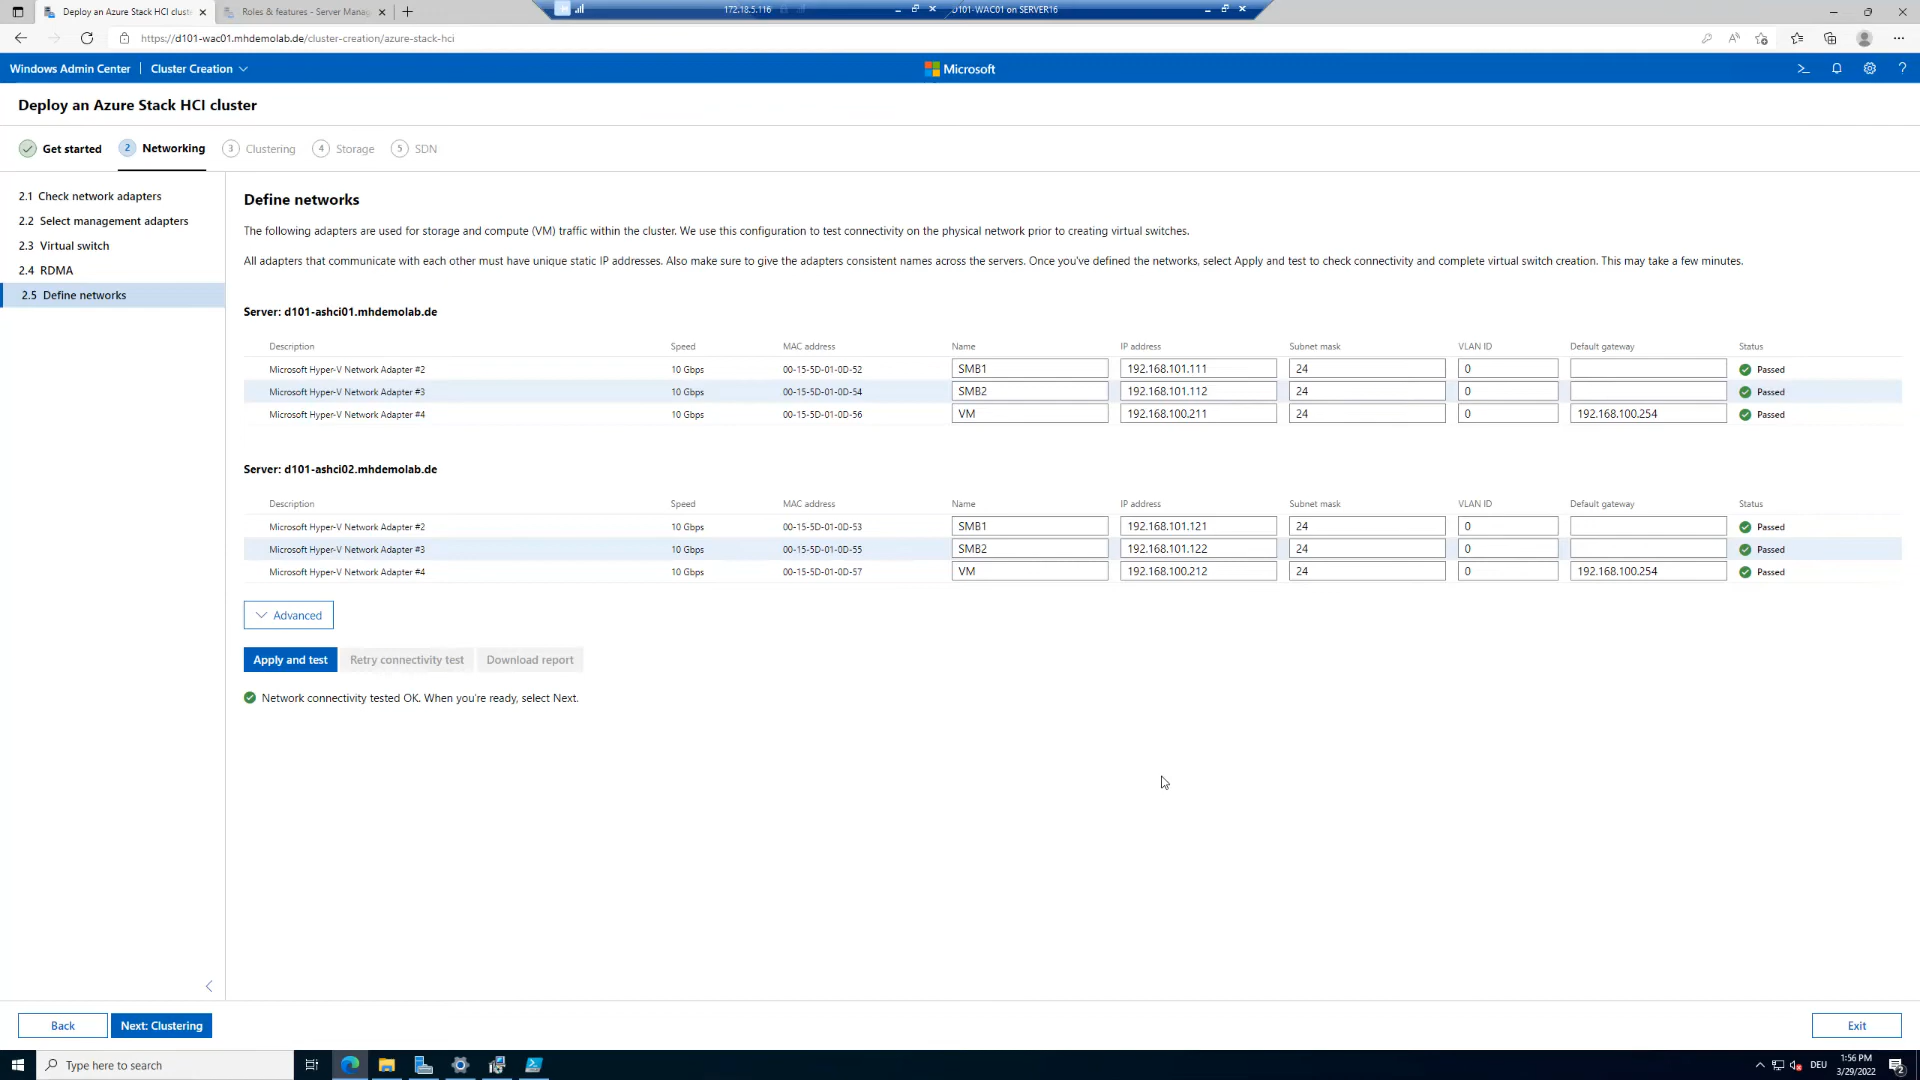 Deploy an Azure Stack HCI cluste
Roles & features - Server Manag
172.18.5.116
D101-WAC01 on SERVER16
https://d101-wac01.mhdemolab.de/cluster-creation/azure-stack-hci
Windows Admin Center
Cluster Creation
Microsoft
Deploy an Azure Stack HCI cluster
Get started
2 Networking
3 Clustering
4 Storage
5 SDN
2.1 Check network adapters
2.2 Select management adapters
2.3 Virtual switch
2.4 RDMA
2.5 Define networks
Define networks
The following adapters are used for storage and compute (VM) traffic within the cluster. We use this configuration to test connectivity on the physical network prior to creating virtual switches.
All adapters that communicate with each other must have unique static IP addresses. Also make sure to give the adapters consistent names across the servers. Once you've defined the networks, select Apply and test to check connectivity and complete virtual switch creation. This may take a few minutes.
Server: d101-ashci01.mhdemolab.de
Description Speed MAC address Name IP address Subnet mask VLAN ID Default gateway Status
Microsoft Hyper-V Network Adapter #2 10 Gbps 00-15-5D-01-0D-52 SMB1 192.168.101.111 24 0 Passed
Microsoft Hyper-V Network Adapter #3 10 Gbps 00-15-5D-01-0D-54 SMB2 192.168.101.112 24 0 Passed
Microsoft Hyper-V Network Adapter #4 10 Gbps 00-15-5D-01-0D-56 VM 192.168.100.211 24 0 192.168.100.254 Passed
Server: d101-ashci02.mhdemolab.de
Description Speed MAC address Name IP address Subnet mask VLAN ID Default gateway Status
Microsoft Hyper-V Network Adapter #2 10 Gbps 00-15-5D-01-0D-53 SMB1 192.168.101.121 24 0 Passed
Microsoft Hyper-V Network Adapter #3 10 Gbps 00-15-5D-01-0D-55 SMB2 192.168.101.122 24 0 Passed
Microsoft Hyper-V Network Adapter #4 10 Gbps 00-15-5D-01-0D-57 VM 192.168.100.212 24 0 192.168.100.254 Passed
Advanced
Apply and test
Retry connectivity test
Download report
Network connectivity tested OK. When you're ready, select Next.
Back
Next: Clustering
Exit
Type here to search
DEU
1:56 PM
3/29/2022
2